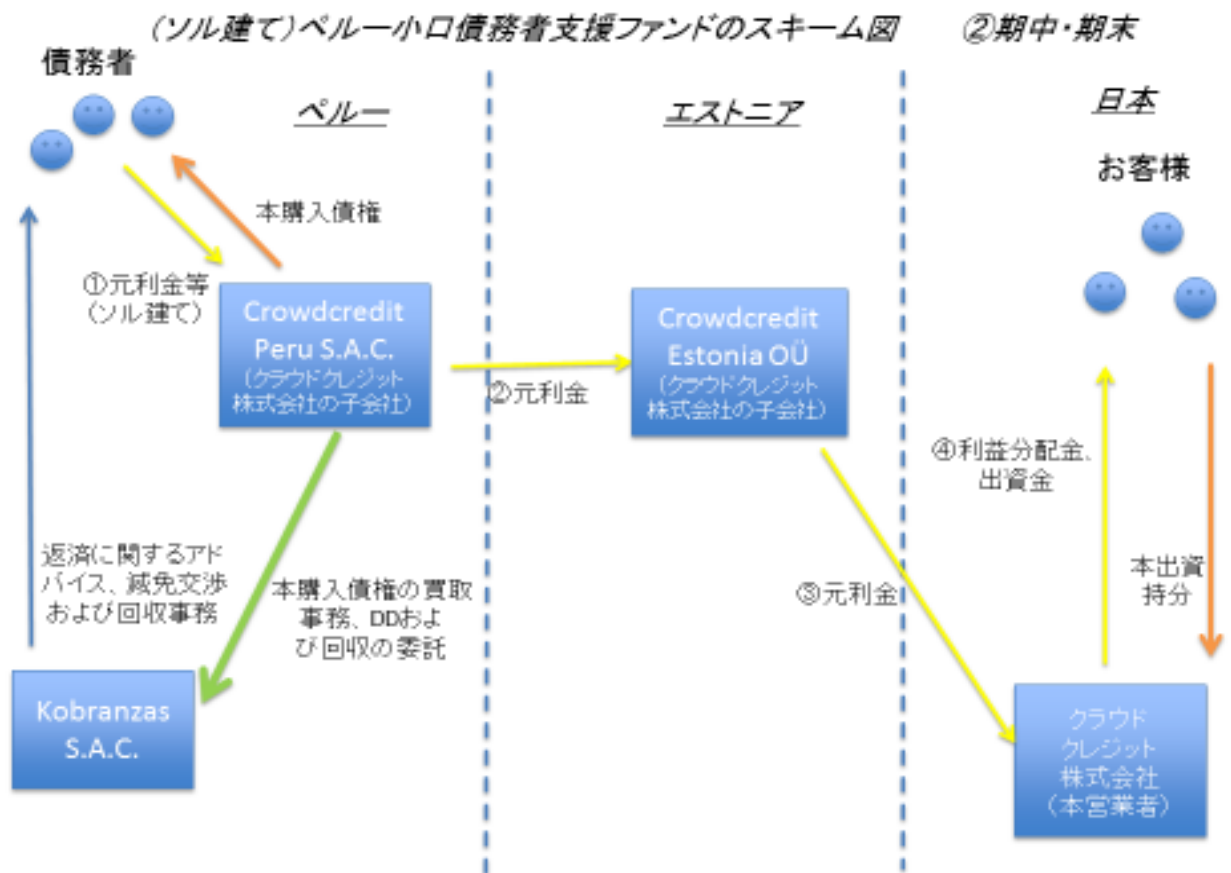 (ソル建て)ペルー小口債務者支援ファンドのスキーム図 ②期中・期末
債務者
ペルー
エストニア
日本
お客様
本購入債権
①元利金等
(ソル建て)
Crowdcredit
Peru S.A.C.
(クラウドクレジット
株式会社の子会社)
②元利金
Crowdcredit
Estonia OÜ
(クラウドクレジット
株式会社の子会社)
④利益分配金、
出資金
返済に関するアド
バイス、減免交渉
および回収事務
本購入債権の買取
事務、DDおよ
び回収の委託
③元利金
本出資
持分
Kobranzas
S.A.C.
クラウド
クレジット
株式会社
(本営業者)